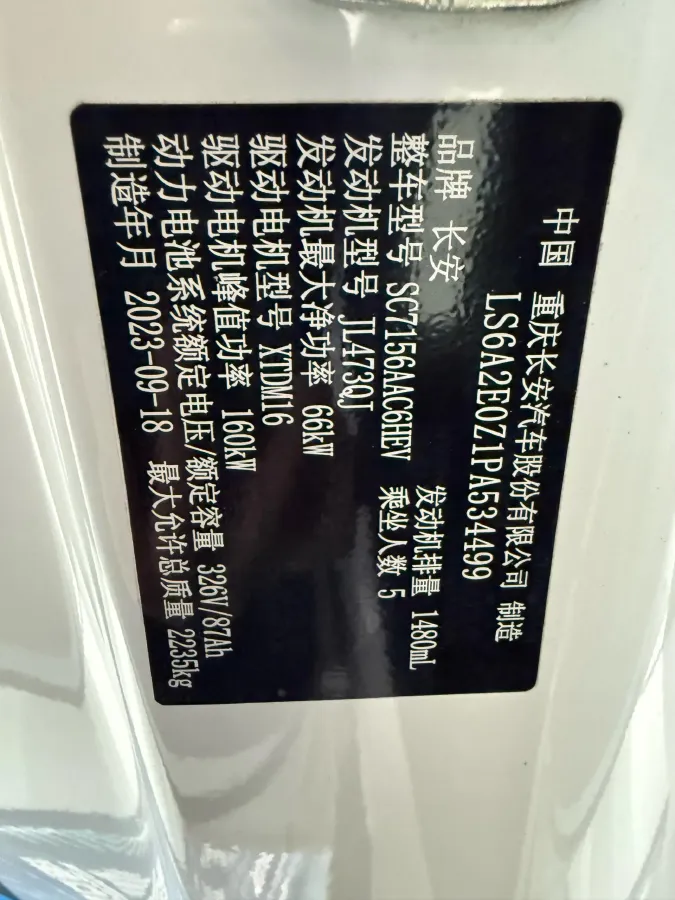 中国 重庆长安汽车股份有限公司 制造
LS6A2E0Z1PA534499
品牌 长安 发动机排量 1480mL
整车型号 SC7156AAC6HEV 乘坐人数 5
发动机型号 JL473QJ
发动机最大净功率 66kW
驱动电机型号 XTDM16
驱动电机峰值功率 160kW
动力电池系统额定电压/额定容量 326V/87Ah
制造年月 2023-09-18 最大允许总质量 2235kg